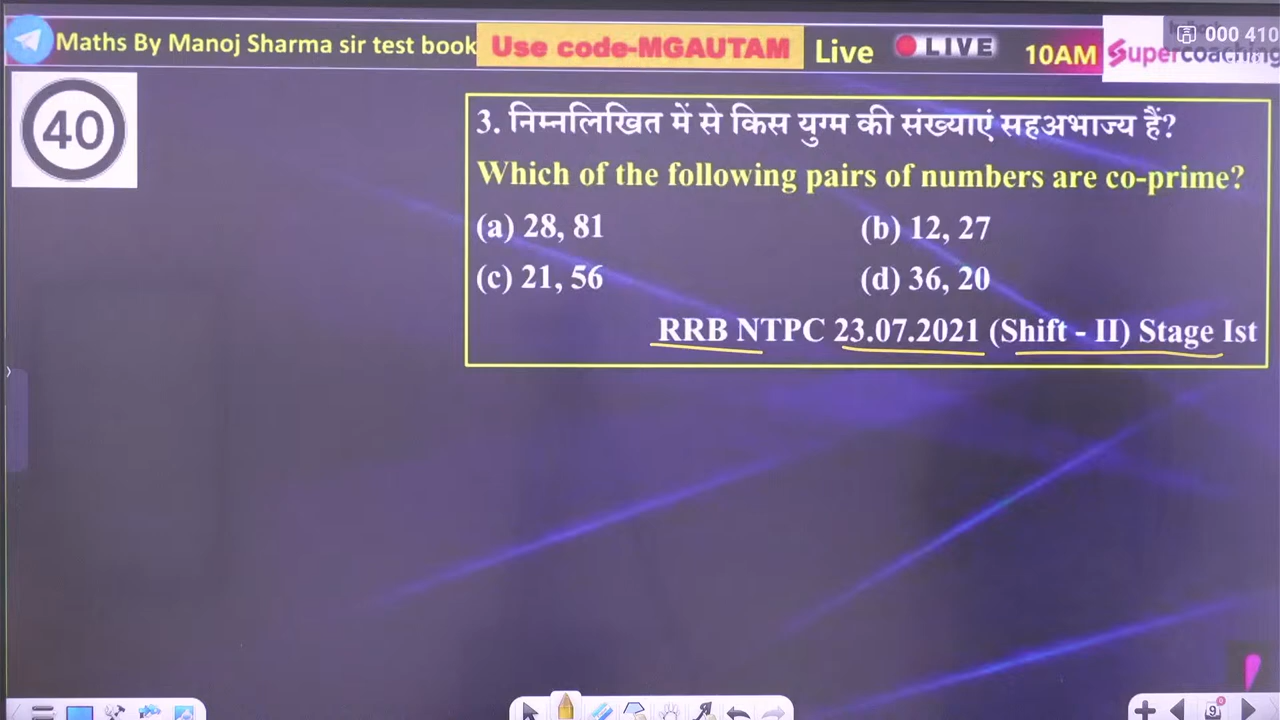 Maths By Manoj Sharma sir test book Use code-MGAUTAM Live LIVE 10AM Supercoaching
000 410
40
3. निम्नलिखित में से किस युग्म की संख्याएं सहअभाज्य हैं?
Which of the following pairs of numbers are co-prime?
(a) 28, 81 (b) 12, 27
(c) 21, 56 (d) 36, 20
RRB NTPC 23.07.2021 (Shift - II) Stage Ist
9